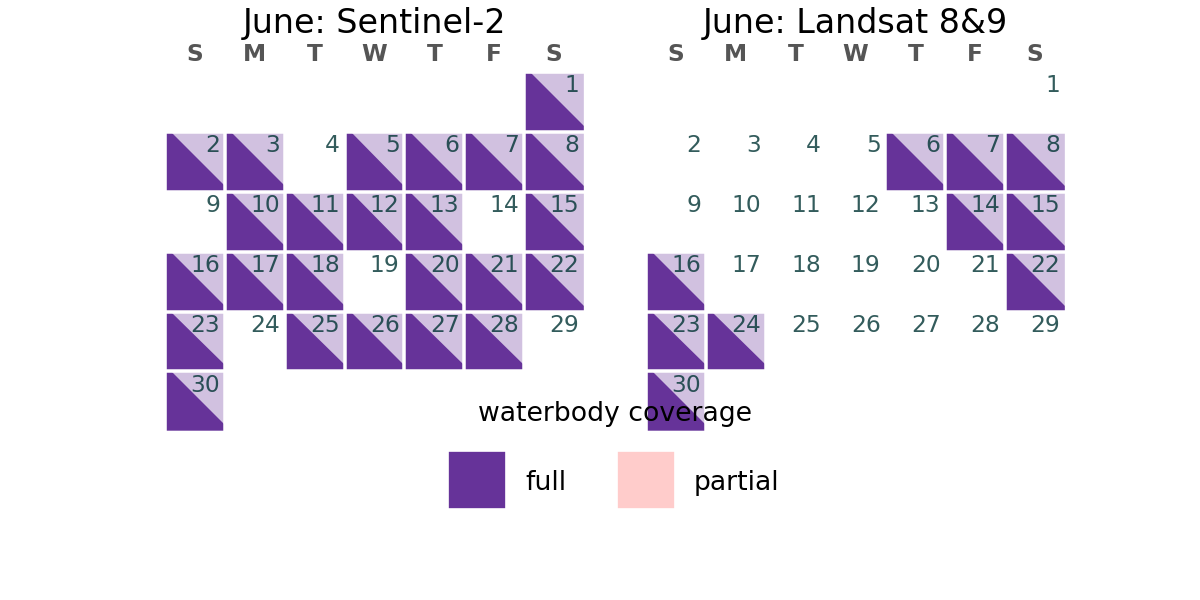 June: Sentinel-2
S M T W T F S
1
2 3 4 5 6 7 8
9 10 11 12 13 14 15
16 17 18 19 20 21 22
23 24 25 26 27 28 29
30
June: Landsat 8&9
S M T W T F S
1
2 3 4 5 6 7 8
9 10 11 12 13 14 15
16 17 18 19 20 21 22
23 24 25 26 27 28 29
30
waterbody coverage
full partial